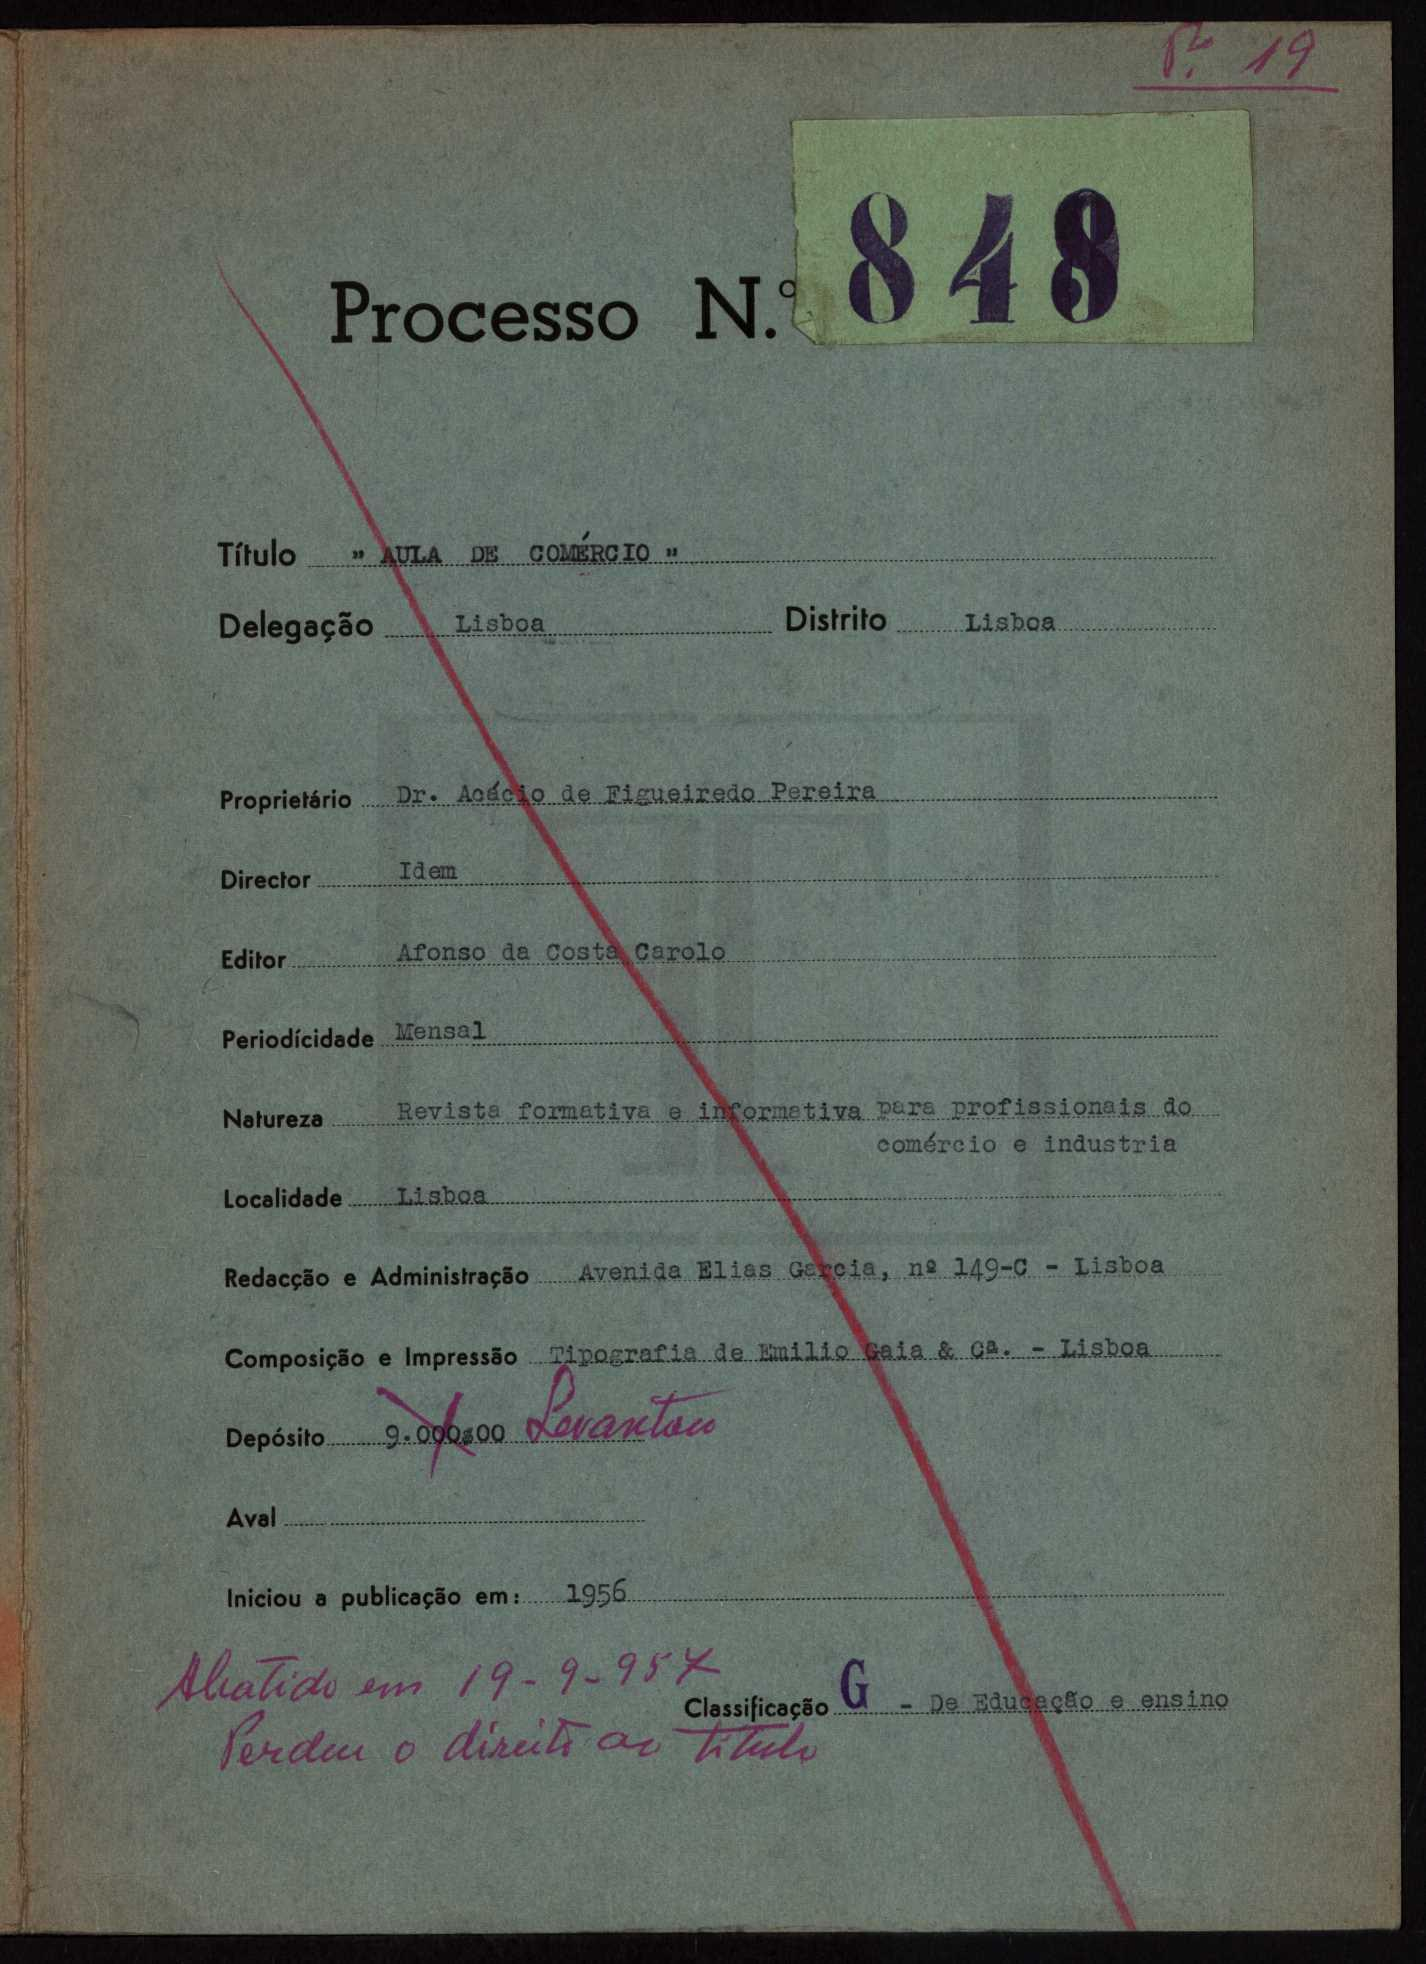 Pº 19
Processo N.º 848
Título " AULA DE COMÉRCIO "
Delegação Lisboa Distrito Lisboa
Proprietário Dr. Acácio de Figueiredo Pereira
Director Idem
Editor Afonso da Costa Carolo
Periodícidade Mensal
Natureza Revista formativa e informativa para profissionais do
comércio e industria
Localidade Lisboa
Redacção e Administração Avenida Elias Garcia, nº 149-C - Lisboa
Composição e Impressão Tipografia de Emilio Gaia & Cª. - Lisboa
Depósito 9.000$00 Levantou
Aval
Iniciou a publicação em: 1956
Abatido em 19-9-957
Classificação G - De Educação e ensino
Perdeu o direito ao título